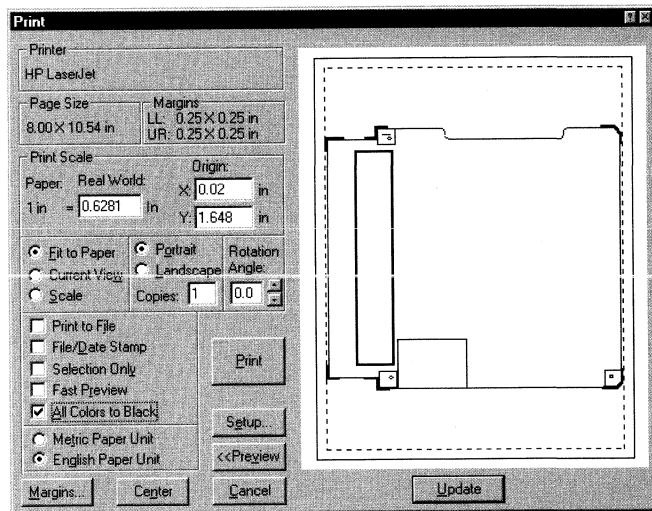 Print
Printer
HP LaserJet
Page Size
8.00 X 10.54 in
Margins
LL: 0.25 X 0.25 in
UR: 0.25 X 0.25 in
Print Scale
Paper: Real World:
1 in = 0.6281 In
Origin:
X: 0.02 in
Y: 1.648 in
Fit to Paper
Current View
Scale
Portrait
Landscape
Copies: 1
Rotation
Angle:
0.0
Print to File
File/Date Stamp
Selection Only
Fast Preview
All Colors to Black
Metric Paper Unit
English Paper Unit
Print
Setup...
<<Preview
Margins...
Center
Cancel
Update